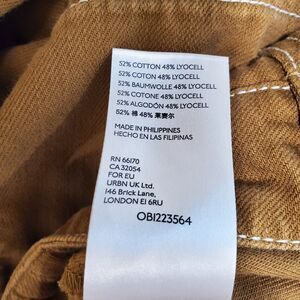 52% COTTON 48% LYOCELL
52% COTON 48% LYOCELL
52% BAUMWOLLE 48% LYOCELL
52% COTONE 48% LYOCELL
52% ALGODÓN 48% LYOCELL
52% 棉 48% 莱赛尔
MADE IN PHILIPPINES
HECHO EN LAS FILIPINAS
RN 66170
CA 32054
FOR EU
URBN UK Ltd.
146 Brick Lane,
LONDON E1 6RU
OB1223564